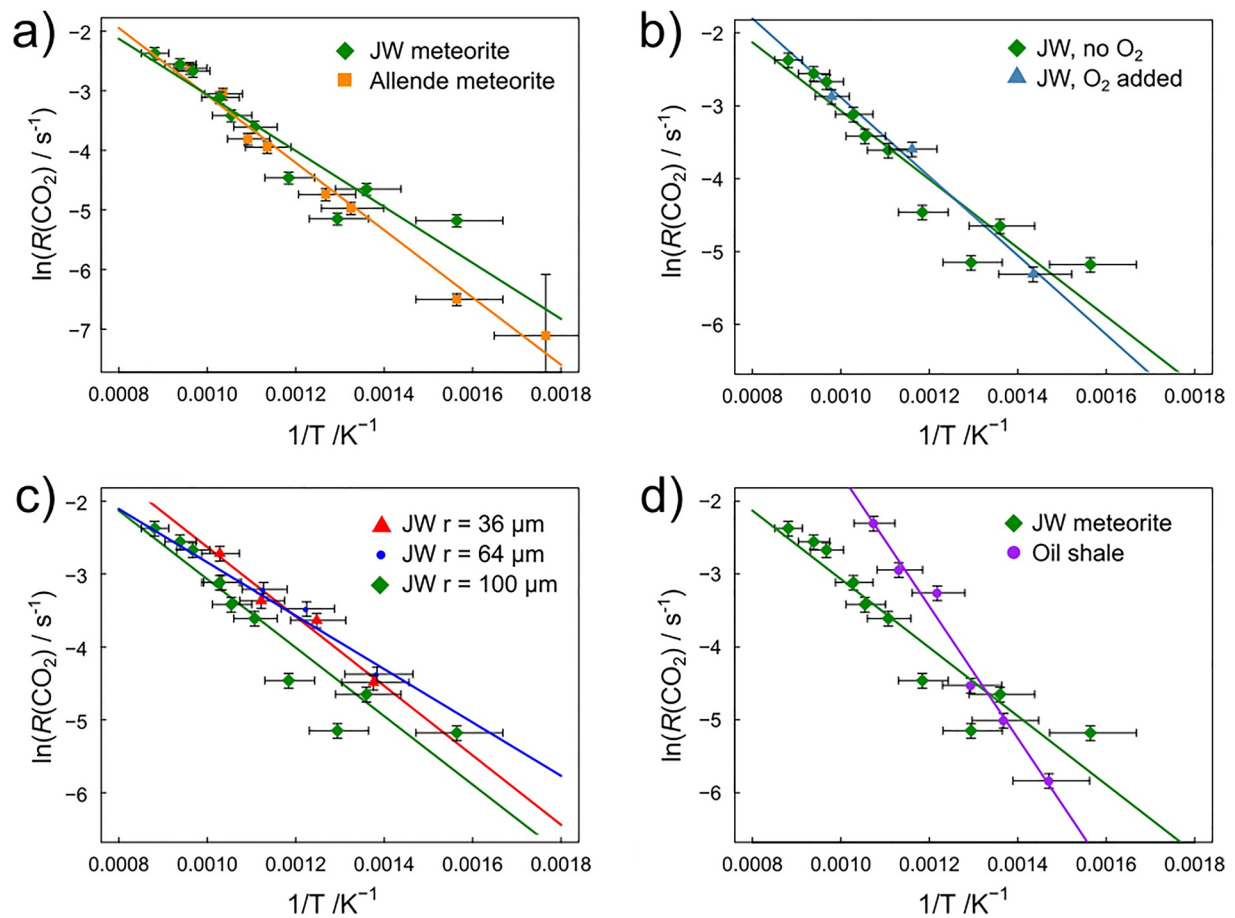 a)
JW meteorite
Allende meteorite
−2
−3
−4
−5
−6
−7
ln(R(CO₂) / s⁻¹)
0.0008 0.0010 0.0012 0.0014 0.0016 0.0018
1/T /K⁻¹
b)
JW, no O₂
JW, O₂ added
−2
−3
−4
−5
−6
ln(R(CO₂) / s⁻¹)
0.0008 0.0010 0.0012 0.0014 0.0016 0.0018
1/T /K⁻¹
c)
JW r = 36 μm
JW r = 64 μm
JW r = 100 μm
−2
−3
−4
−5
−6
ln(R(CO₂) / s⁻¹)
0.0008 0.0010 0.0012 0.0014 0.0016 0.0018
1/T /K⁻¹
d)
JW meteorite
Oil shale
−2
−3
−4
−5
−6
ln(R(CO₂) / s⁻¹)
0.0008 0.0010 0.0012 0.0014 0.0016 0.0018
1/T /K⁻¹